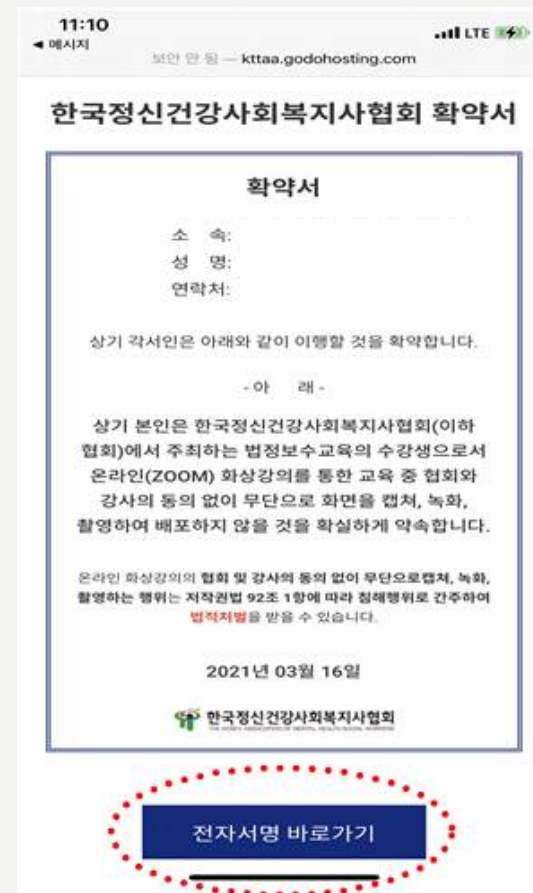 11:10
LTE
◀ 메시지
보안 안 됨 — kttaa.godohosting.com
한국정신건강사회복지사협회 확약서
확약서
소 속:
성 명:
연락처:
상기 각서인은 아래와 같이 이행할 것을 확약합니다.
- 아 래 -
상기 본인은 한국정신건강사회복지사협회(이하
협회)에서 주최하는 법정보수교육의 수강생으로서
온라인(ZOOM) 화상강의를 통한 교육 중 협회와
강사의 동의 없이 무단으로 화면을 캡쳐, 녹화,
촬영하여 배포하지 않을 것을 확실하게 약속합니다.
온라인 화상강의의 협회 및 강사의 동의 없이 무단으로캡쳐, 녹화,
촬영하는 행위는 저작권법 92조 1항에 따라 침해행위로 간주하여
법적처벌을 받을 수 있습니다.
2021년 03월 16일
한국정신건강사회복지사협회
전자서명 바로가기